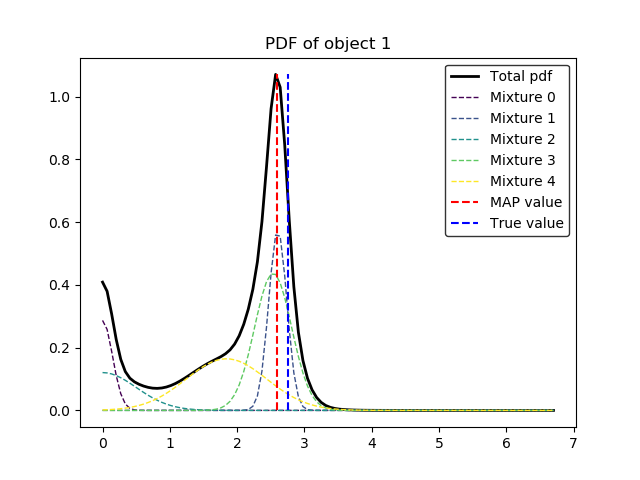 PDF of object 1
1.0
0.8
0.6
0.4
0.2
0.0
0 1 2 3 4 5 6 7
Total pdf
Mixture 0
Mixture 1
Mixture 2
Mixture 3
Mixture 4
MAP value
True value